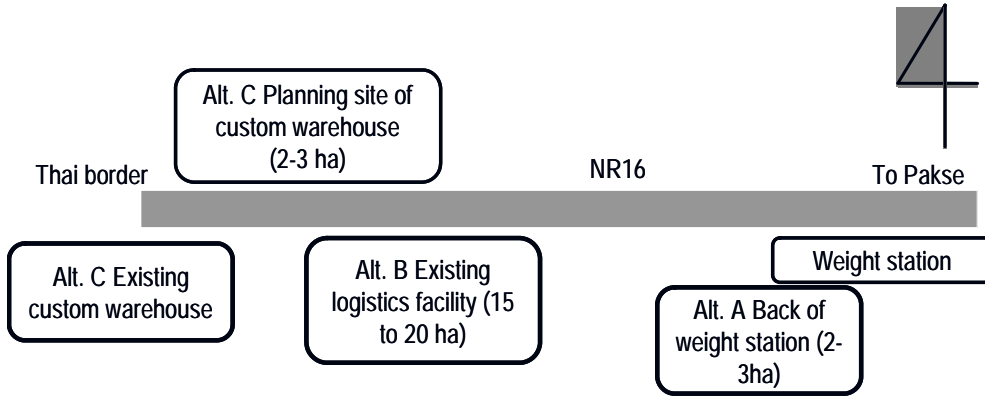 Alt. C Planning site of
custom warehouse
(2-3 ha)
Thai border
NR16
To Pakse
Alt. C Existing
custom warehouse
Alt. B Existing
logistics facility (15
to 20 ha)
Weight station
Alt. A Back of
weight station (2-
3ha)